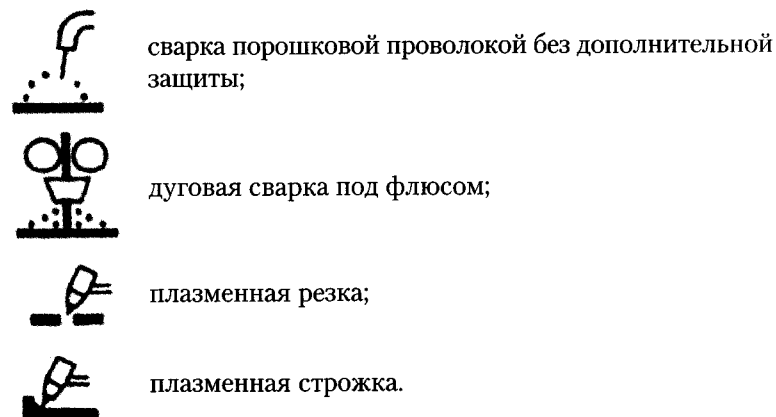 сварка порошковой проволокой без дополнительной
защиты;
дуговая сварка под флюсом;
плазменная резка;
плазменная строжка.